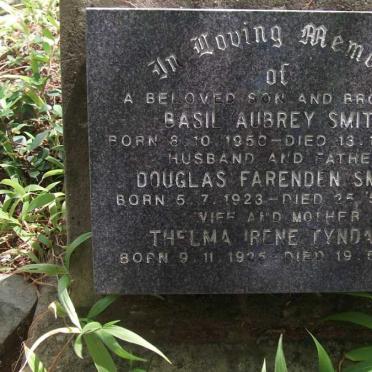 In Loving Mem
of
A BELOVED SON AND BRO
BASIL AUBREY SMIT
BORN 8.10 1950-DIED 13.
HUSBAND AND FATHE
DOUGLAS FARENDEN SM
BORN 5.7.1923-DIED 25.
WIFE AND MOTHER
THELMA IRENE TYNDA
BORN 9.11 1925-DIED 19.